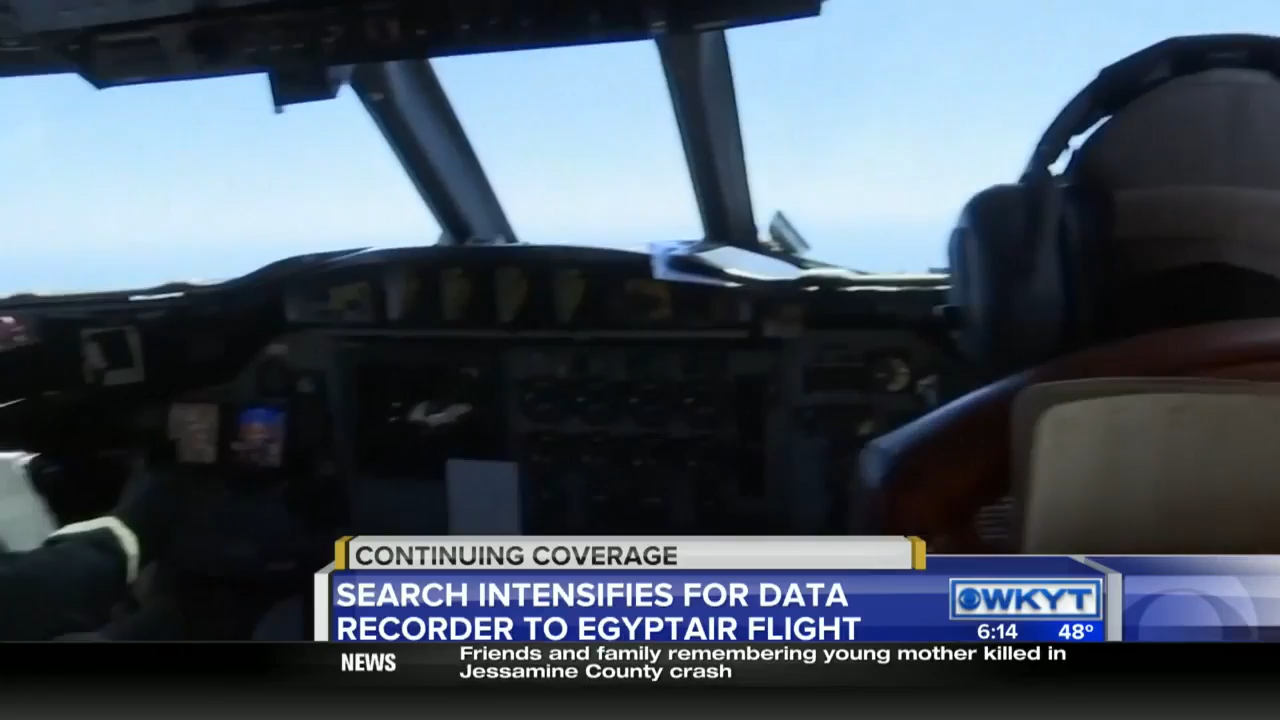 CONTINUING COVERAGE
SEARCH INTENSIFIES FOR DATA
RECORDER TO EGYPTAIR FLIGHT
WKYT
6:14 48°
NEWS
Friends and family remembering young mother killed in
Jessamine County crash